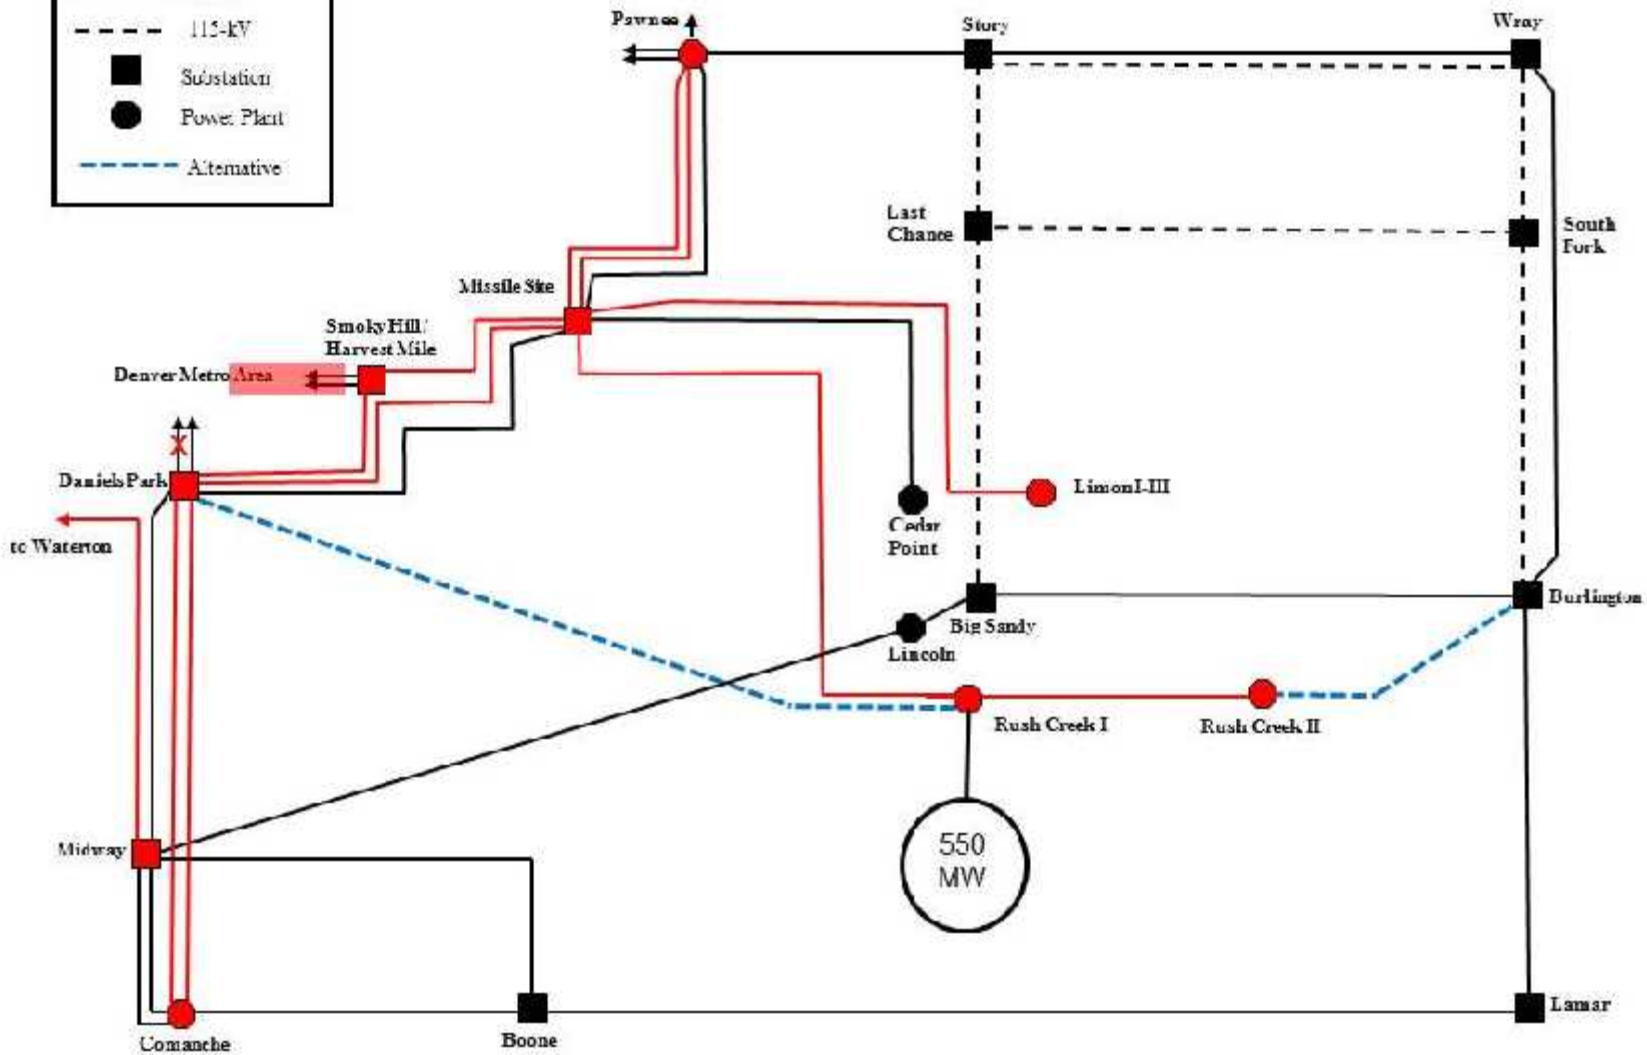 115-kV
Substation
Power Plant
Alternative
Pawnee
Story
Wray
Last
Chance
South
Fork
Missile Site
Smoky Hill/
Harvest Mile
Denver Metro Area
X
Daniels Park
to Waterton
Limon I-III
Cedar
Point
Burlington
Big Sandy
Lincoln
Rush Creek I
Rush Creek II
550
MW
Midway
Lamar
Boone
Comanche